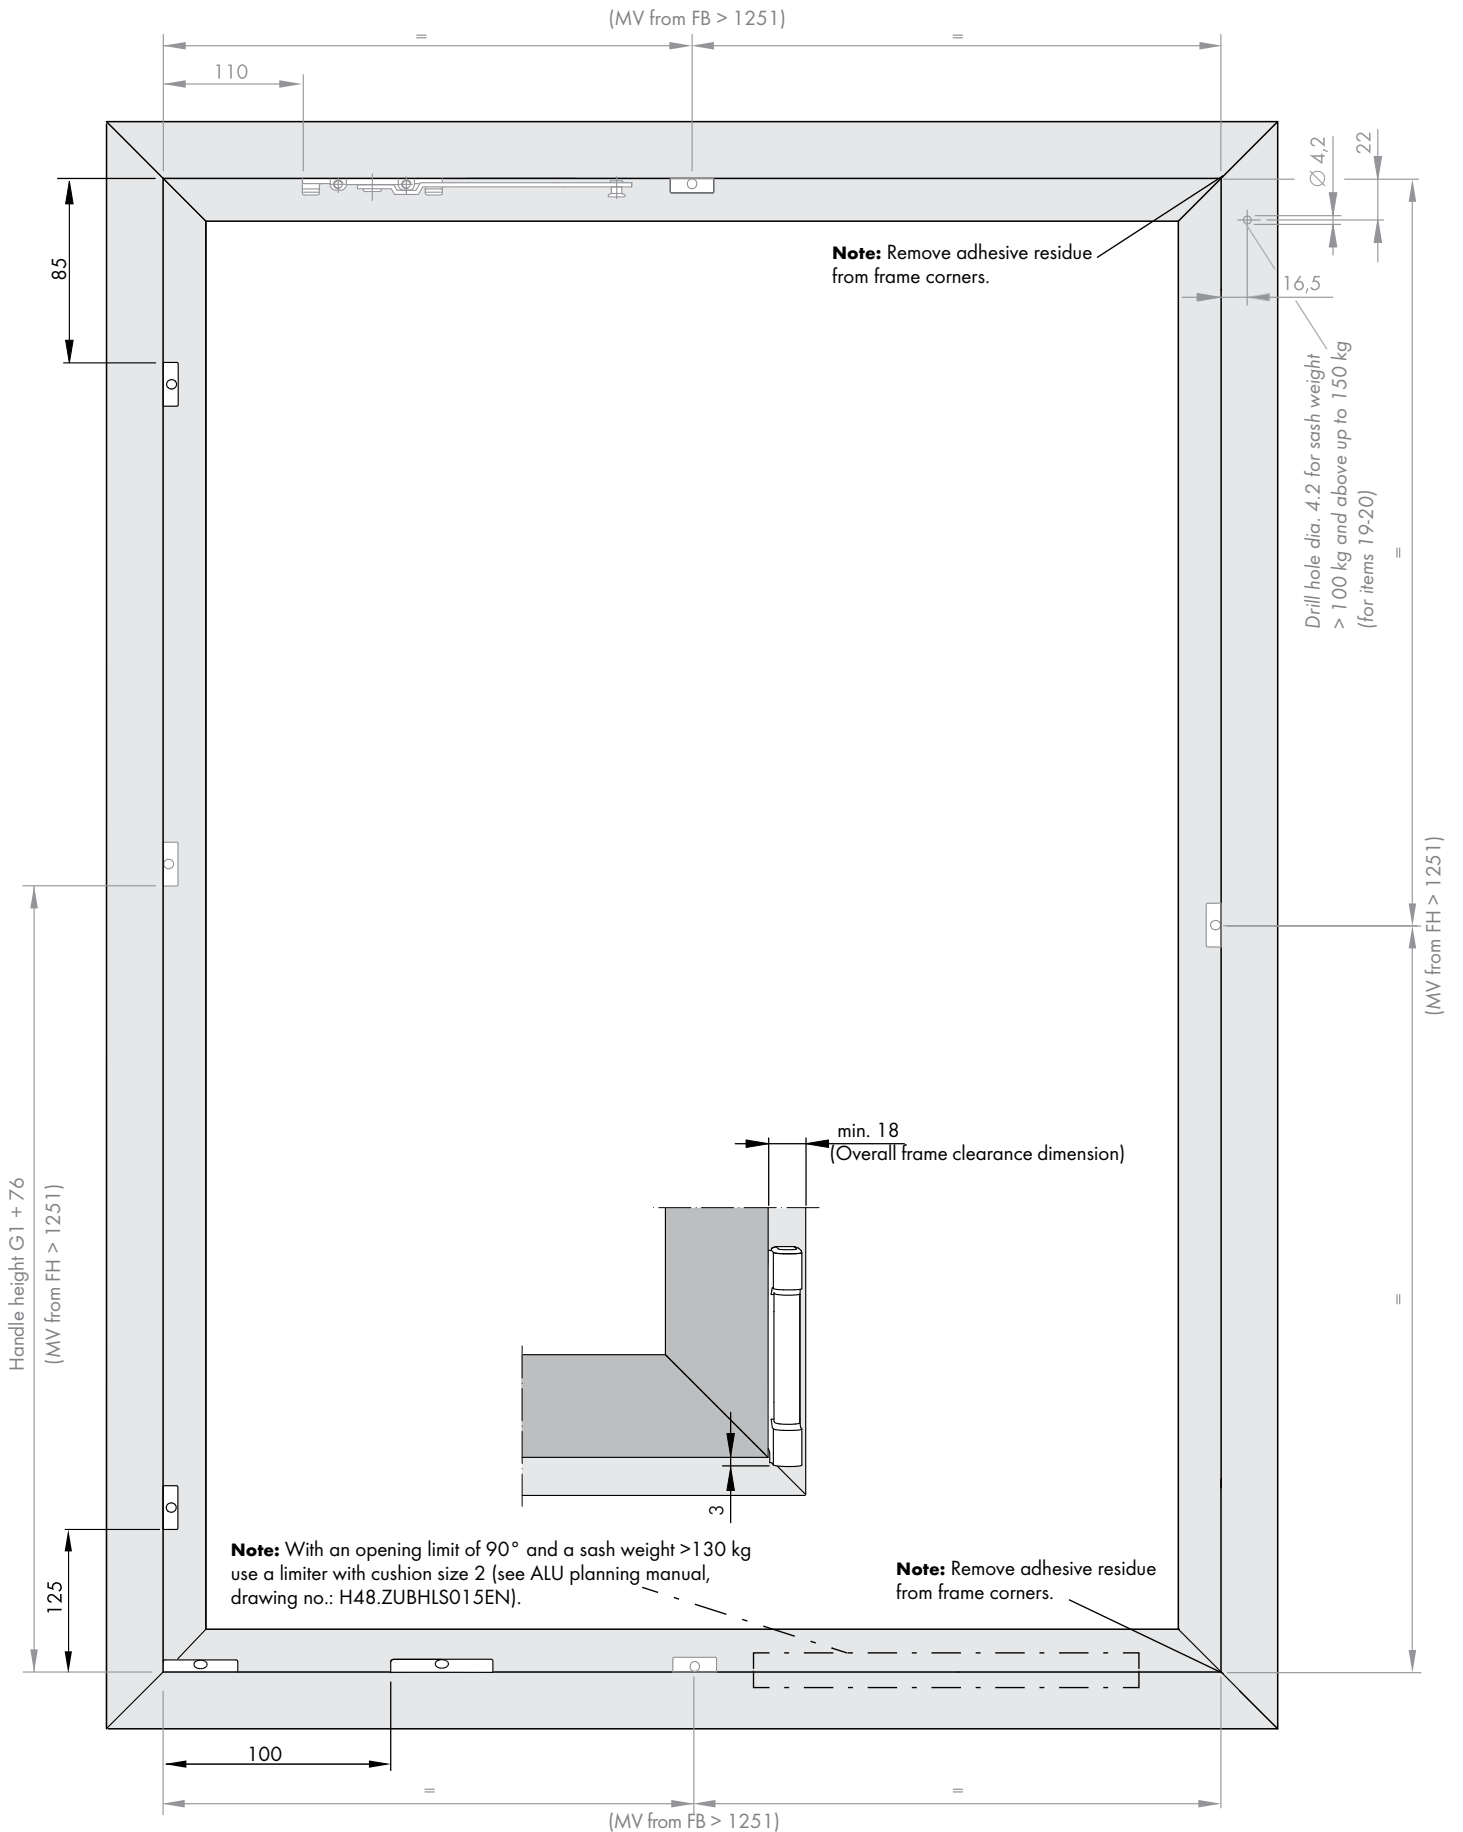 (MV from FB > 1251)
=
=
110
Ø 4,2
22
85
Note: Remove adhesive residue
from frame corners.
16,5
Drill hole dia. 4.2 for sash weight
> 100 kg and above up to 150 kg
(for items 19-20)
=
(MV from FH > 1251)
min. 18
(Overall frame clearance dimension)
Handle height G1 + 76
(MV from FH > 1251)
=
3
Note: With an opening limit of 90° and a sash weight >130 kg
use a limiter with cushion size 2 (see ALU planning manual,
drawing no.: H48.ZUBHLS015EN).
Note: Remove adhesive residue
from frame corners.
125
100
=
=
(MV from FB > 1251)